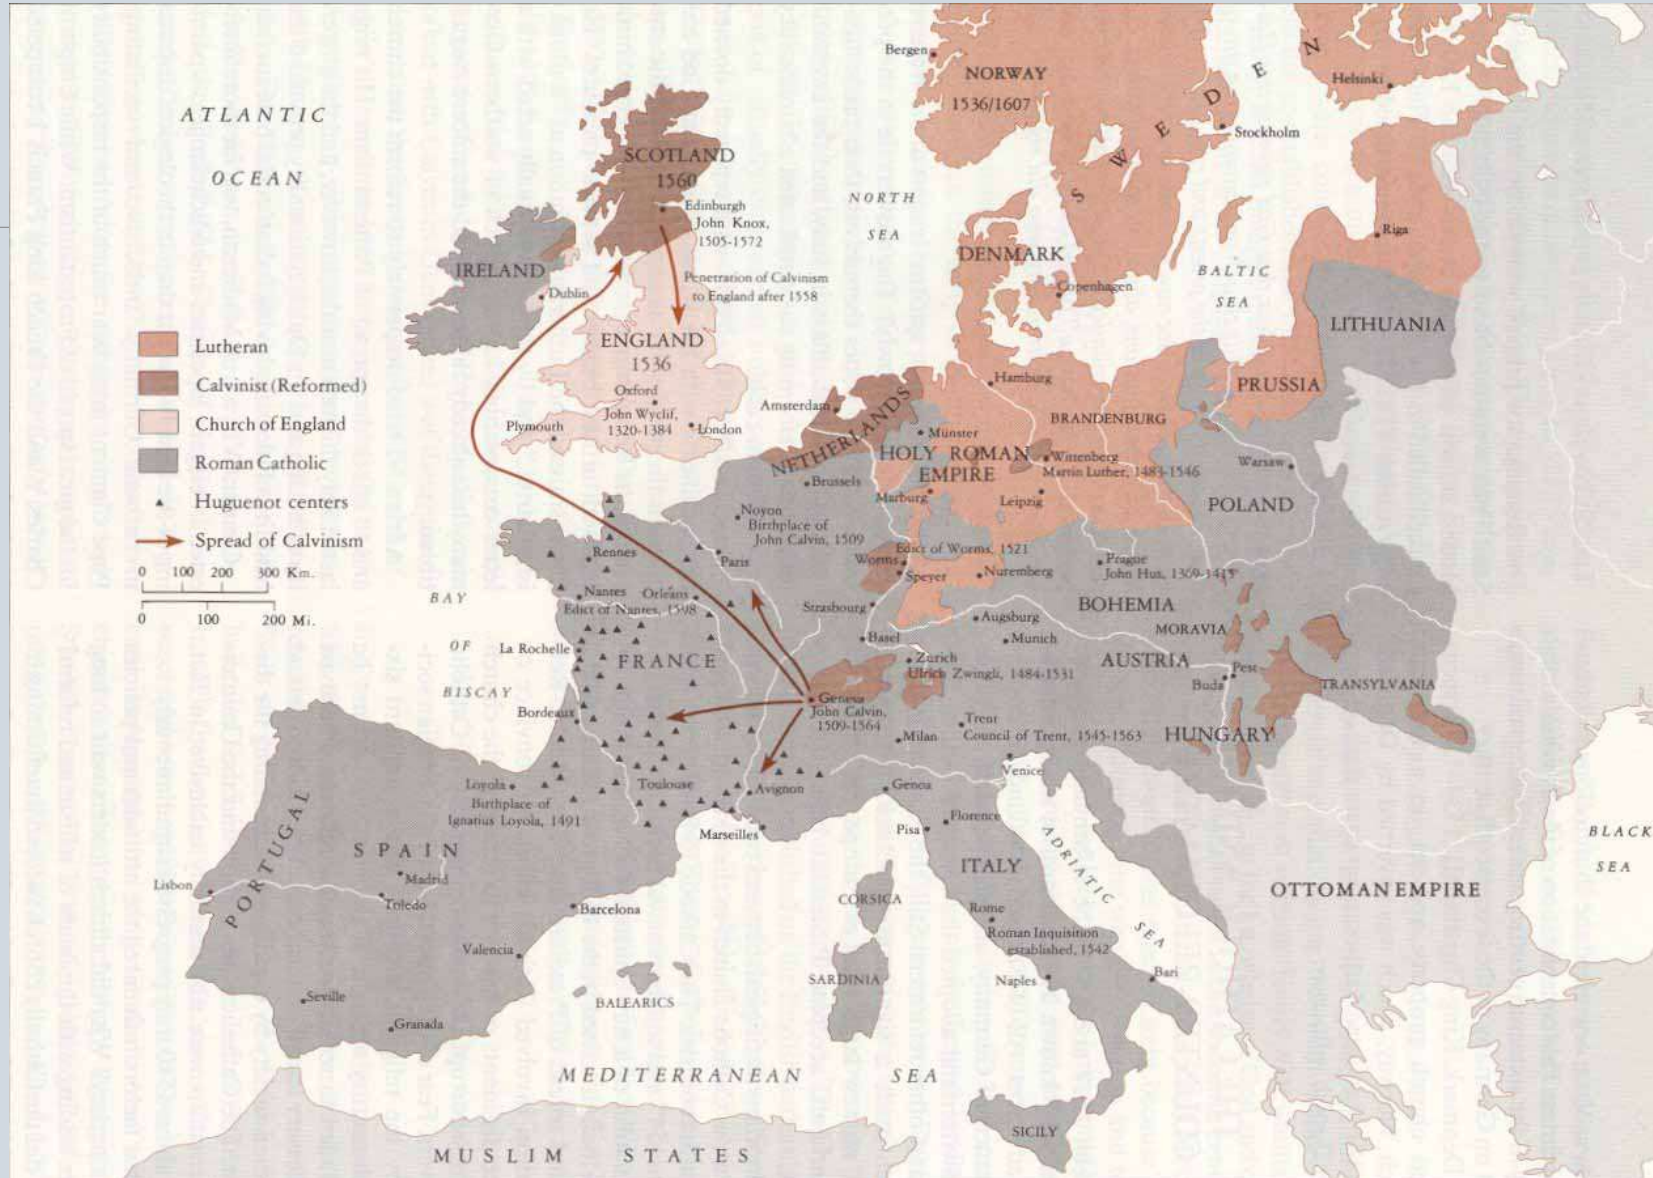 ATLANTIC
OCEAN
Bergen
NORWAY
1536/1607
SWEDEN
Helsinki
Stockholm
SCOTLAND
1560
Edinburgh
John Knox,
1505-1572
NORTH
SEA
Riga
IRELAND
Dublin
Penetration of Calvinism
to England after 1558
DENMARK
Copenhagen
BALTIC
SEA
LITHUANIA
ENGLAND
1536
Oxford
John Wyclif,
1320-1384
London
Plymouth
Lutheran
Calvinist (Reformed)
Church of England
Roman Catholic
Huguenot centers
Spread of Calvinism
0 100 200 300 Km.
0 100 200 Mi.
Hamburg
PRUSSIA
BRANDENBURG
Amsterdam
NETHERLANDS
Munster
HOLY ROMAN
EMPIRE
Wittenberg
Martin Luther, 1483-1546
Warsaw
Brussels
Marburg
Leipzig
POLAND
Noyon
Birthplace of
John Calvin, 1509
Edict of Worms, 1521
Worms
Speyer
Nuremberg
Prague
John Hus, 1369-1415
Rennes
Paris
Nantes
Orleans
Edict of Nantes, 1598
Strasbourg
Augsburg
BOHEMIA
MORAVIA
BAY
OF
BISCAY
La Rochelle
FRANCE
Basel
Munich
Zurich
Ulrich Zwingli, 1484-1531
AUSTRIA
Buda
Pest
TRANSYLVANIA
Geneva
John Calvin,
1509-1564
Bordeaux
Milan
Trent
Council of Trent, 1545-1563
HUNGARY
Venice
Loyola
Birthplace of
Ignatius Loyola, 1491
Toulouse
Avignon
Genoa
Marseilles
Pisa
Florence
ADRIATIC
SEA
BLACK
SEA
PORTUGAL
SPAIN
Lisbon
Madrid
Toledo
Barcelona
CORSICA
ITALY
OTTOMAN EMPIRE
Rome
Roman Inquisition
established, 1542
Valencia
SARDINIA
Naples
Bari
BALEARICS
Seville
Granada
MEDITERRANEAN SEA
SICILY
MUSLIM STATES